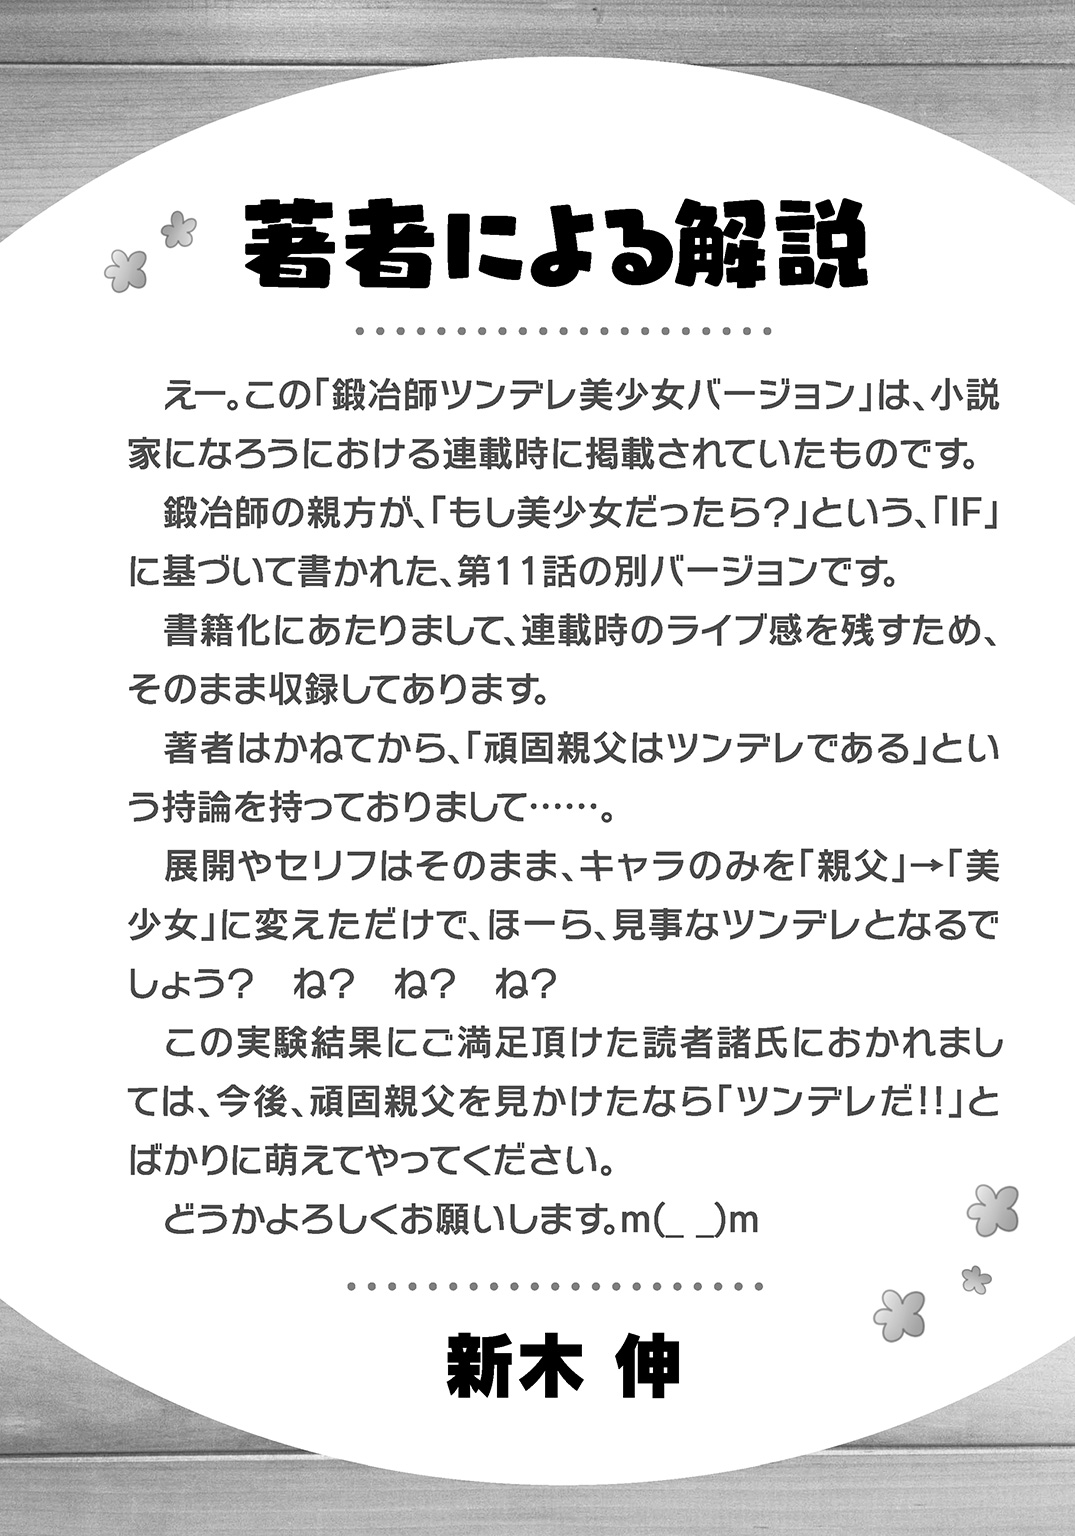 著者による解説
えー。この「鍛冶師ツンデレ美少女バージョン」は、小説
家になろうにおける連載時に掲載されていたものです。
鍛冶師の親方が、「もし美少女だったら?」という、「IF」
に基づいて書かれた、第11話の別バージョンです。
書籍化にあたりまして、連載時のライブ感を残すため、
そのまま収録してあります。
著者はかねてから、「頑固親父はツンデレである」とい
う持論を持っておりまして……。
展開やセリフはそのまま、キャラのみを「親父」→「美
少女」に変えただけで、ほーら、見事なツンデレとなるで
しょう?　ね?　ね?　ね?
この実験結果にご満足頂けた読者諸氏におかれまし
ては、今後、頑固親父を見かけたなら「ツンデレだ!!」と
ばかりに萌えてやってください。
どうかよろしくお願いします。m(_ _)m
新木 伸